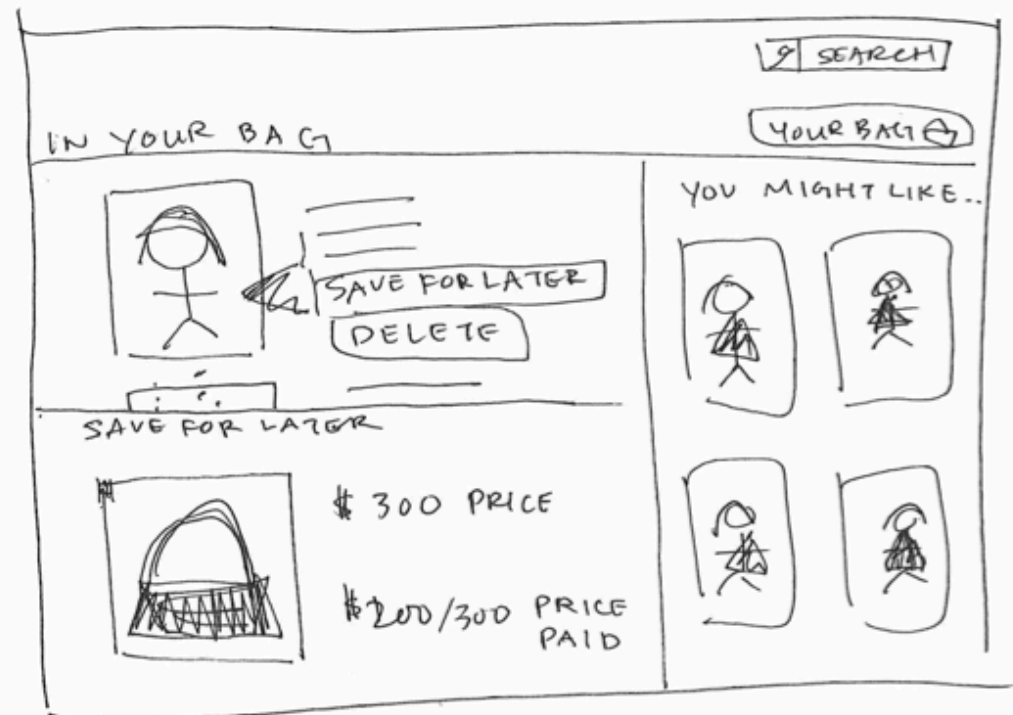 SEARCH
IN YOUR BAG
YOUR BAG
YOU MIGHT LIKE..
SAVE FOR LATER
DELETE
SAVE FOR LATER
$300 PRICE
$200/300 PRICE
PAID